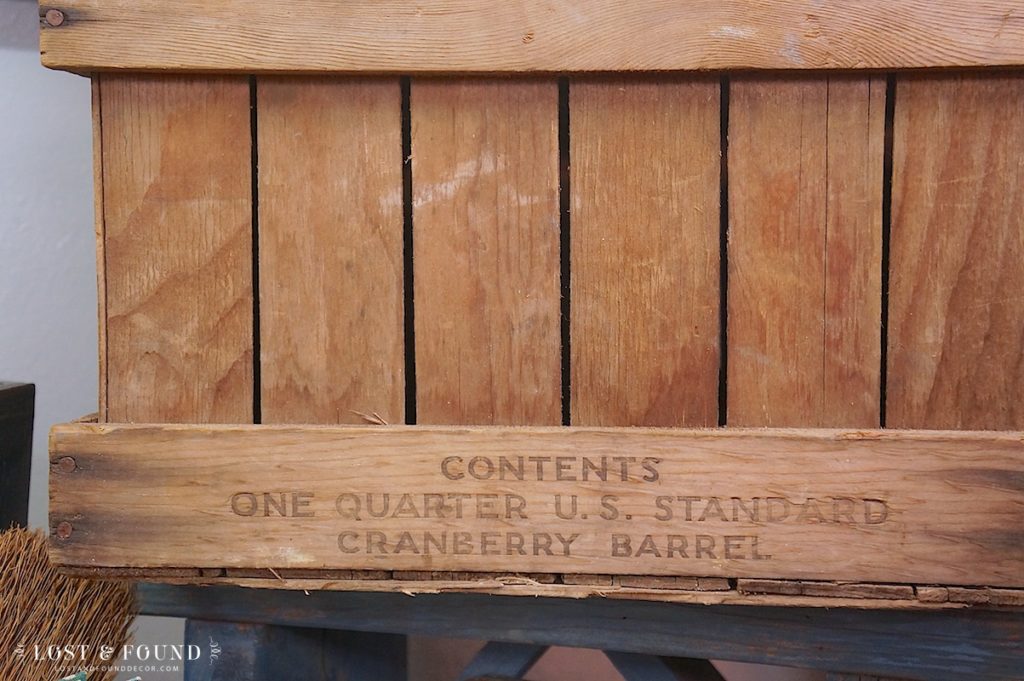 CONTENTS
ONE QUARTER U.S. STANDARD
CRANBERRY BARREL
LOST & FOUND
LOSTANDFOUNDDECOR.COM